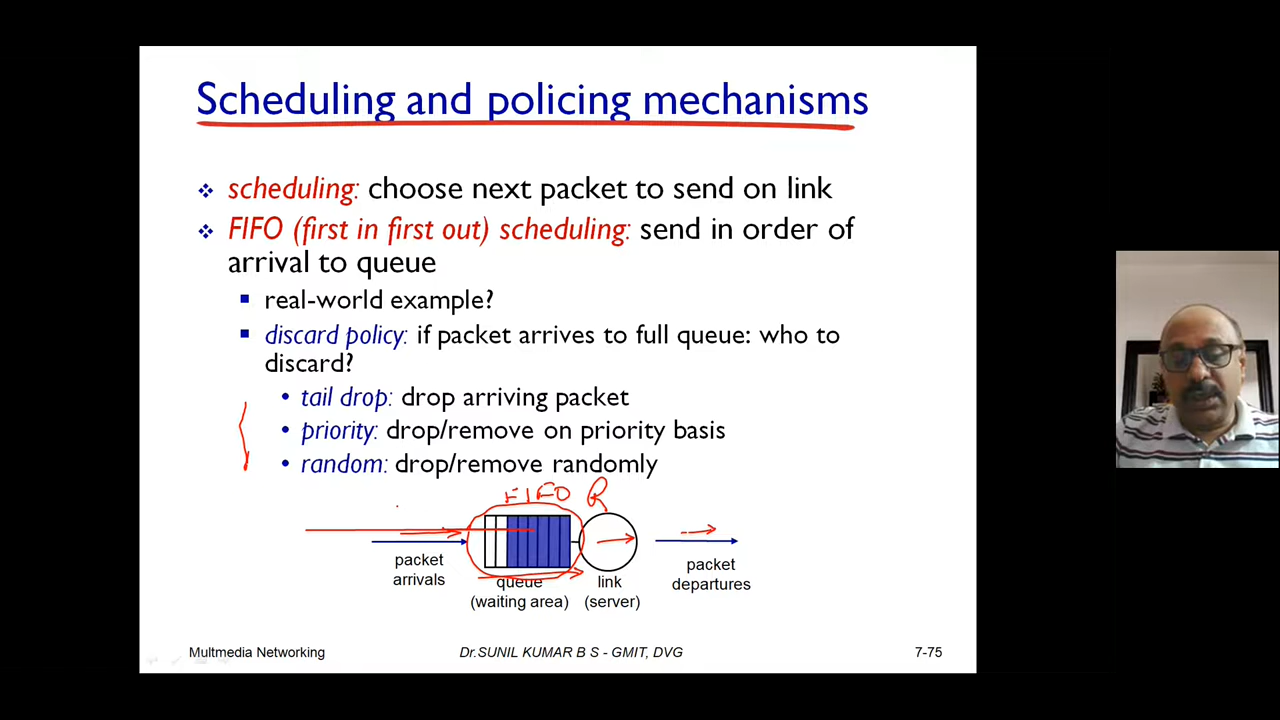 Scheduling and policing mechanisms
scheduling: choose next packet to send on link
FIFO (first in first out) scheduling: send in order of
arrival to queue
real-world example?
discard policy: if packet arrives to full queue: who to
discard?
tail drop: drop arriving packet
priority: drop/remove on priority basis
random: drop/remove randomly
FIFO R
packet
arrivals
queue
(waiting area)
link
(server)
packet
departures
Multmedia Networking
Dr.SUNIL KUMAR B S - GMIT, DVG
7-75